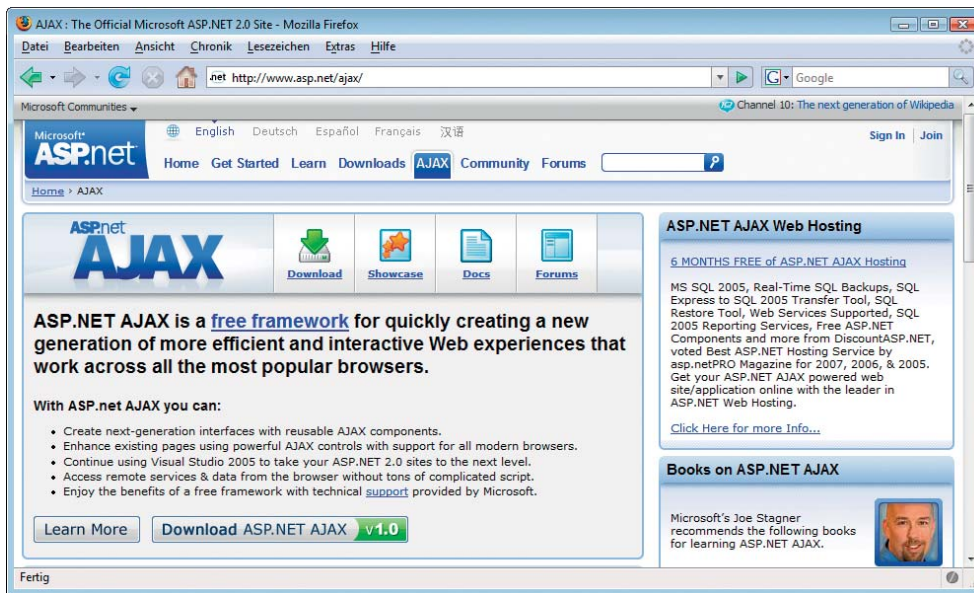 AJAX : The Official Microsoft ASP.NET 2.0 Site - Mozilla Firefox
Datei Bearbeiten Ansicht Chronik Lesezeichen Extras Hilfe
.net http://www.asp.net/ajax/
G Google
Microsoft Communities
Channel 10: The next generation of Wikipedia
English Deutsch Español Français 汉语
Sign In | Join
Microsoft
ASP.net
Home Get Started Learn Downloads AJAX Community Forums
Home › AJAX
ASP.net
AJAX
Download Showcase Docs Forums
ASP.NET AJAX is a free framework for quickly creating a new
generation of more efficient and interactive Web experiences that
work across all the most popular browsers.
With ASP.net AJAX you can:
• Create next-generation interfaces with reusable AJAX components.
• Enhance existing pages using powerful AJAX controls with support for all modern browsers.
• Continue using Visual Studio 2005 to take your ASP.NET 2.0 sites to the next level.
• Access remote services & data from the browser without tons of complicated script.
• Enjoy the benefits of a free framework with technical support provided by Microsoft.
Learn More Download ASP.NET AJAX v1.0
ASP.NET AJAX Web Hosting
6 MONTHS FREE of ASP.NET AJAX Hosting
MS SQL 2005, Real-Time SQL Backups, SQL
Express to SQL 2005 Transfer Tool, SQL
Restore Tool, Web Services Supported, SQL
2005 Reporting Services, Free ASP.NET
Components and more from DiscountASP.NET,
voted Best ASP.NET Hosting Service by
asp.netPRO Magazine for 2007, 2006, & 2005.
Get your ASP.NET AJAX powered web
site/application online with the leader in
ASP.NET Web Hosting.
Click Here for more Info...
Books on ASP.NET AJAX
Microsoft's Joe Stagner
recommends the following books
for learning ASP.NET AJAX.
Fertig